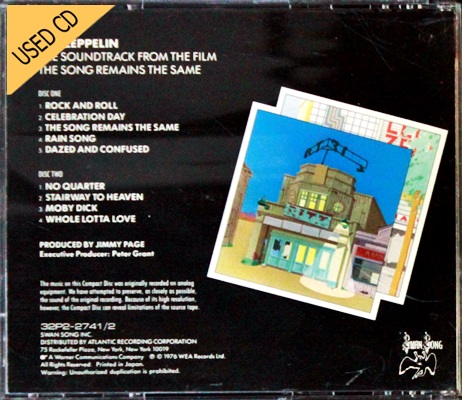 USED CD
ZEPPELIN
SOUNDTRACK FROM THE FILM
THE SONG REMAINS THE SAME
DISC ONE
1. ROCK AND ROLL
2. CELEBRATION DAY
3. THE SONG REMAINS THE SAME
4. RAIN SONG
5. DAZED AND CONFUSED
DISC TWO
1. NO QUARTER
2. STAIRWAY TO HEAVEN
3. MOBY DICK
4. WHOLE LOTTA LOVE
PRODUCED BY JIMMY PAGE
Executive Producer: Peter Grant
The music on this Compact Disc was originally recorded on analog
equipment. We have attempted to preserve, as closely as possible,
the sound of the original recording. Because of its high resolution,
however, the Compact Disc can reveal limitations of the source tape.
32P2-2741/2
SWAN SONG INC.
DISTRIBUTED BY ATLANTIC RECORDING CORPORATION
75 Rockefeller Plaza, New York, New York 10019
A Warner Communications Company ℗ © 1976 WEA Records Ltd.
All Rights Reserved. Printed in Japan.
Warning: Unauthorized duplication is prohibited.
SWAN SONG